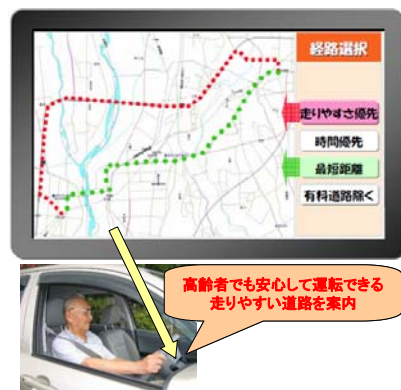 経路選択
走りやすさ優先
時間優先
最短距離
有料道路除く
高齢者でも安心して運転できる
走りやすい道路を案内